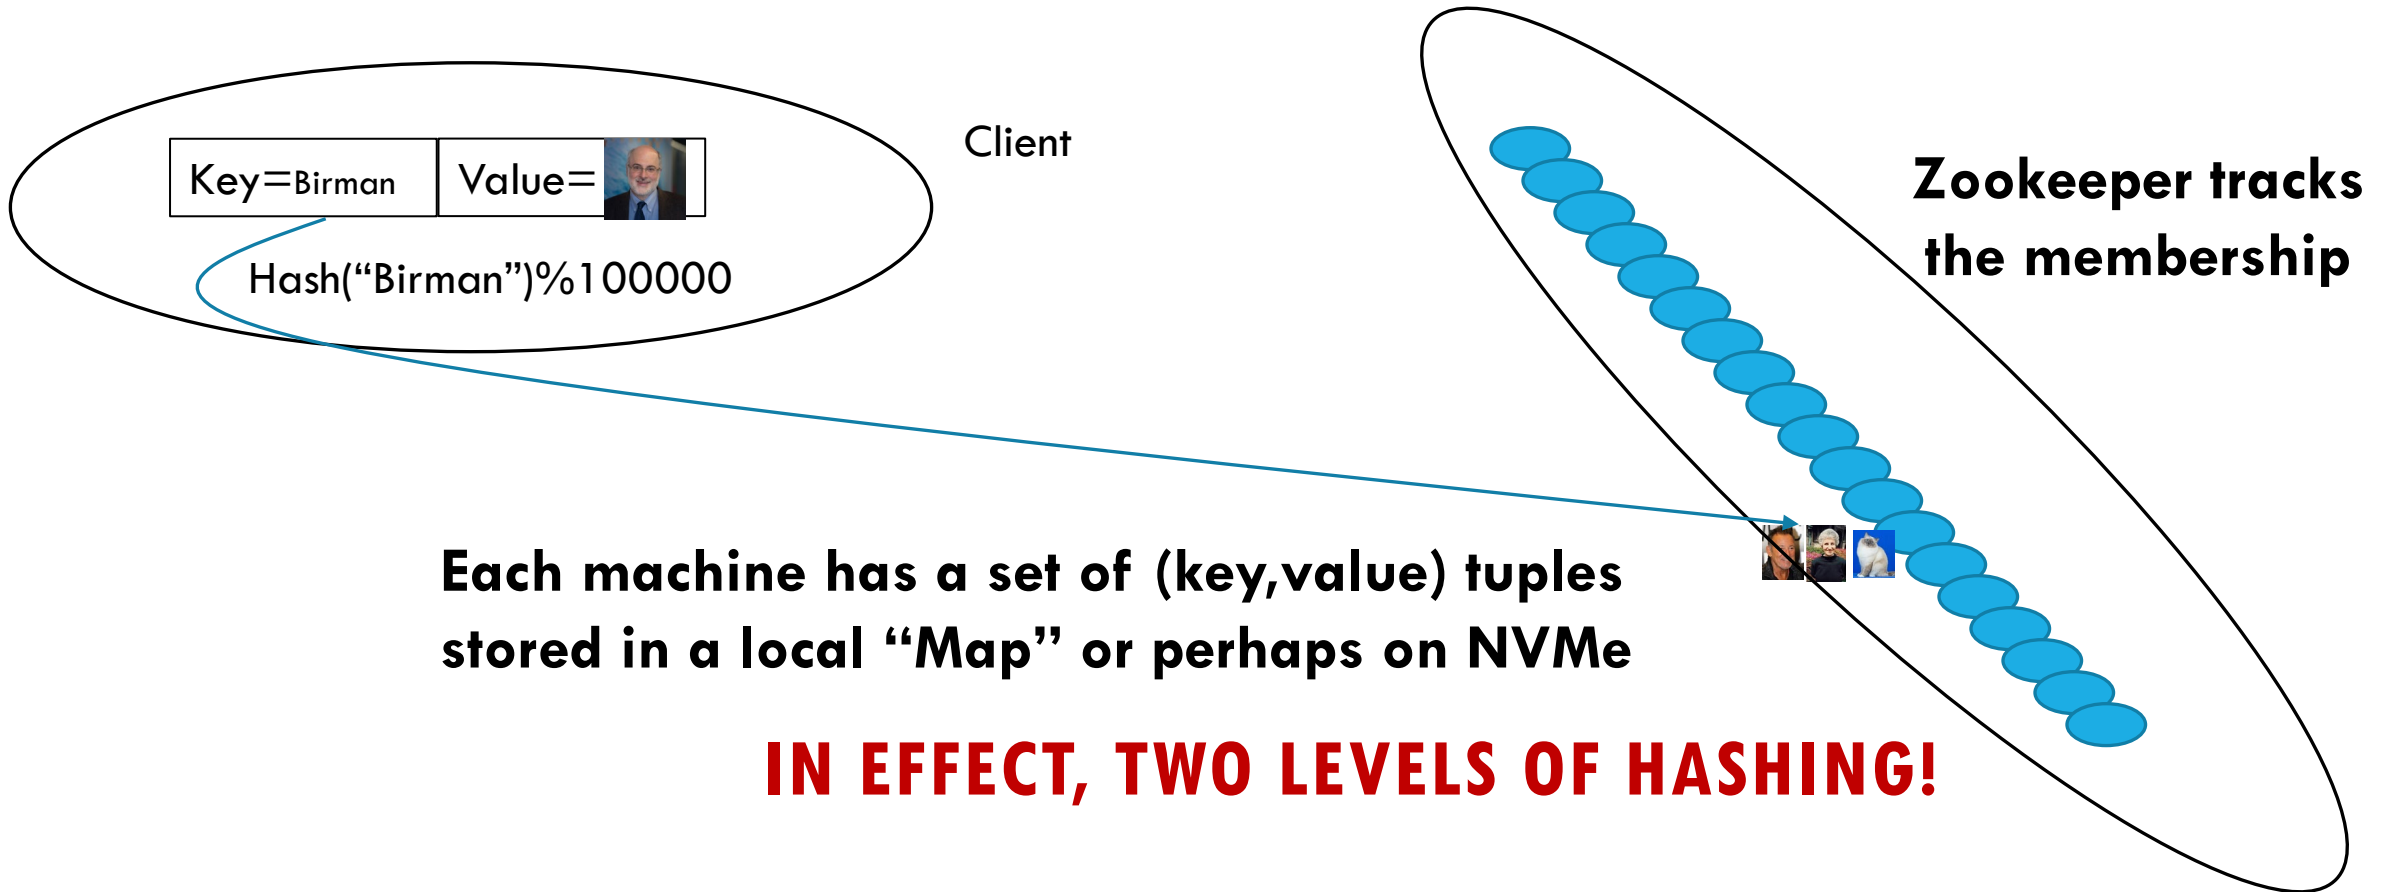 Client
Key=Birman
Value=
Hash(“Birman”)%100000
Zookeeper tracks
the membership
Each machine has a set of (key,value) tuples
stored in a local “Map” or perhaps on NVMe
IN EFFECT, TWO LEVELS OF HASHING!